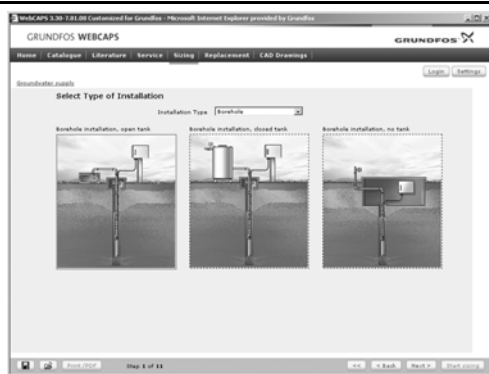 WebCAPS 3.30-7.01.08 Customized for Grundfos - Microsoft Internet Explorer provided by Grundfos
GRUNDFOS WEBCAPS
GRUNDFOS
Home Catalogue Literature Service Sizing Replacement CAD Drawings
Login Settings
Groundwater supply
Select Type of Installation
Installation Type Borehole
Borehole installation, open tank Borehole installation, closed tank Borehole installation, no tank
Print/PDF Step 1 of 11 << < Back Next > Start sizing